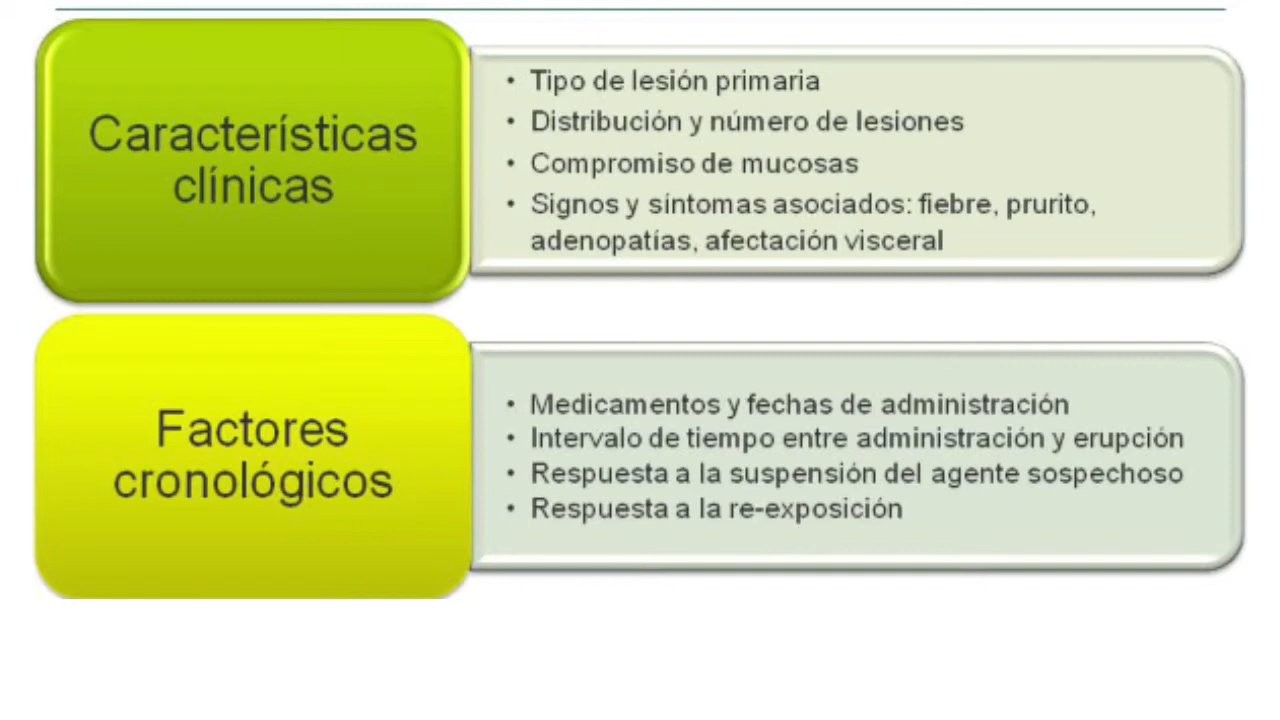 Características
clínicas
• Tipo de lesión primaria
• Distribución y número de lesiones
• Compromiso de mucosas
• Signos y síntomas asociados: fiebre, prurito,
adenopatías, afectación visceral
Factores
cronológicos
• Medicamentos y fechas de administración
• Intervalo de tiempo entre administración y erupción
• Respuesta a la suspensión del agente sospechoso
• Respuesta a la re-exposición